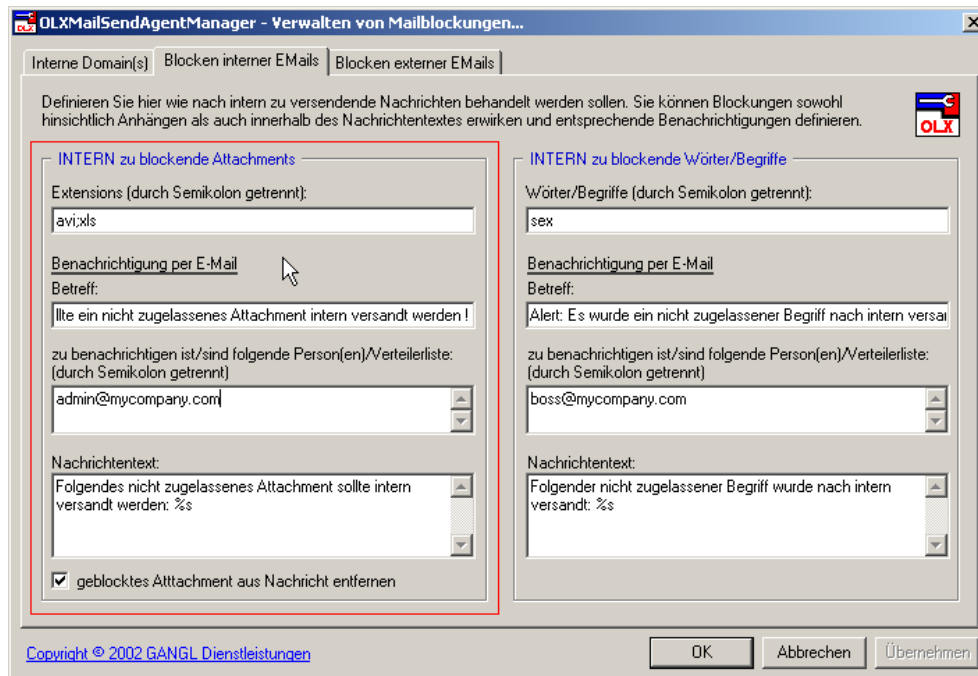 OLXMailSendAgentManager - Verwalten von Mailblockungen...
OLX
Interne Domain(s)
Blocken interner EMails
Blocken externer EMails
Definieren Sie hier wie nach intern zu versendende Nachrichten behandelt werden sollen. Sie können Blockungen sowohl
hinsichtlich Anhängen als auch innerhalb des Nachrichtentextes erwirken und entsprechende Benachrichtigungen definieren.
OLX
INTERN zu blockende Attachments
Extensions (durch Semikolon getrennt):
avi;xls
Benachrichtigung per E-Mail
Betreff:
llte ein nicht zugelassenes Attachment intern versandt werden !
zu benachrichtigen ist/sind folgende Person(en)/Verteilerliste:
(durch Semikolon getrennt)
admin@mycompany.com
Nachrichtentext:
Folgendes nicht zugelassenes Attachment sollte intern
versandt werden: %s
geblocktes Atttachment aus Nachricht entfernen
INTERN zu blockende Wörter/Begriffe
Wörter/Begriffe (durch Semikolon getrennt):
sex
Benachrichtigung per E-Mail
Betreff:
Alert: Es wurde ein nicht zugelassener Begriff nach intern versar
zu benachrichtigen ist/sind folgende Person(en)/Verteilerliste:
(durch Semikolon getrennt)
boss@mycompany.com
Nachrichtentext:
Folgender nicht zugelassener Begriff wurde nach intern
versandt: %s
Copyright © 2002 GANGL Dienstleistungen
OK
Abbrechen
Übernehmen